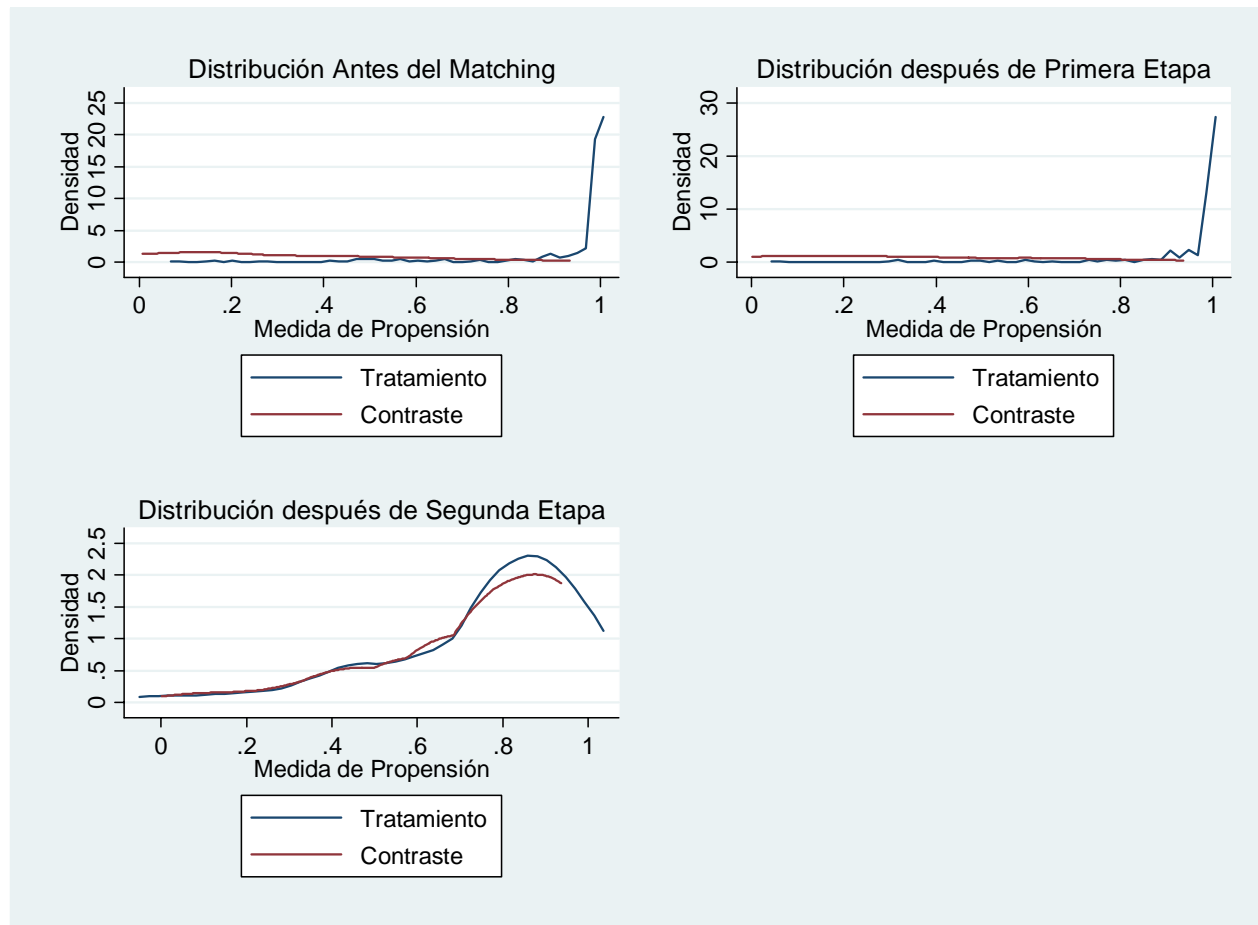 Distribución Antes del Matching
Densidad
0 5 10 15 20 25
0 .2 .4 .6 .8 1
Medida de Propensión
Tratamiento
Contraste
Distribución después de Primera Etapa
Densidad
0 10 20 30
0 .2 .4 .6 .8 1
Medida de Propensión
Tratamiento
Contraste
Distribución después de Segunda Etapa
Densidad
0 .5 1 1.5 2 2.5
0 .2 .4 .6 .8 1
Medida de Propensión
Tratamiento
Contraste